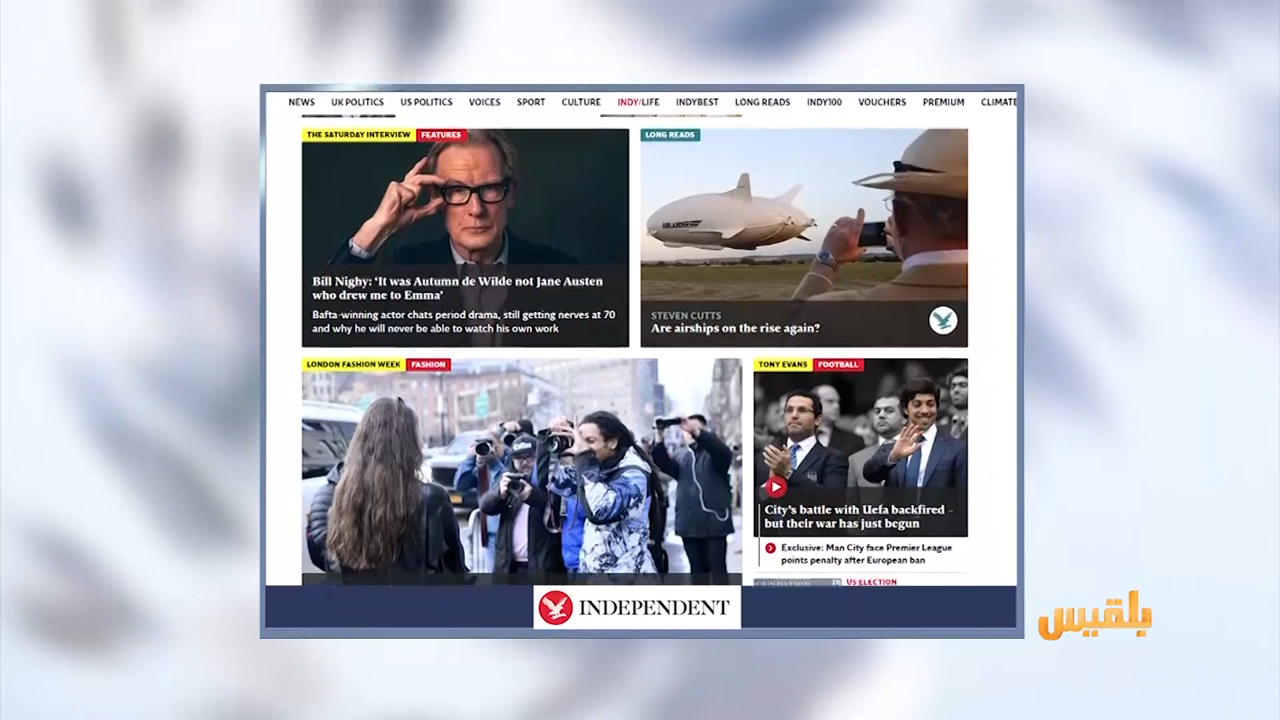 NEWS UK POLITICS US POLITICS VOICES SPORT CULTURE INDY/LIFE INDYBEST LONG READS INDY100 VOUCHERS PREMIUM CLIMATE
THE SATURDAY INTERVIEW FEATURES
Bill Nighy: ‘It was Autumn de Wilde not Jane Austen
who drew me to Emma’
Bafta-winning actor chats period drama, still getting nerves at 70
and why he will never be able to watch his own work
LONG READS
AIRLANDER
STEVEN CUTTS
Are airships on the rise again?
LONDON FASHION WEEK FASHION
TONY EVANS FOOTBALL
City’s battle with Uefa backfired –
but their war has just begun
Exclusive: Man City face Premier League
points penalty after European ban
US ELECTION
INDEPENDENT
بلقيس